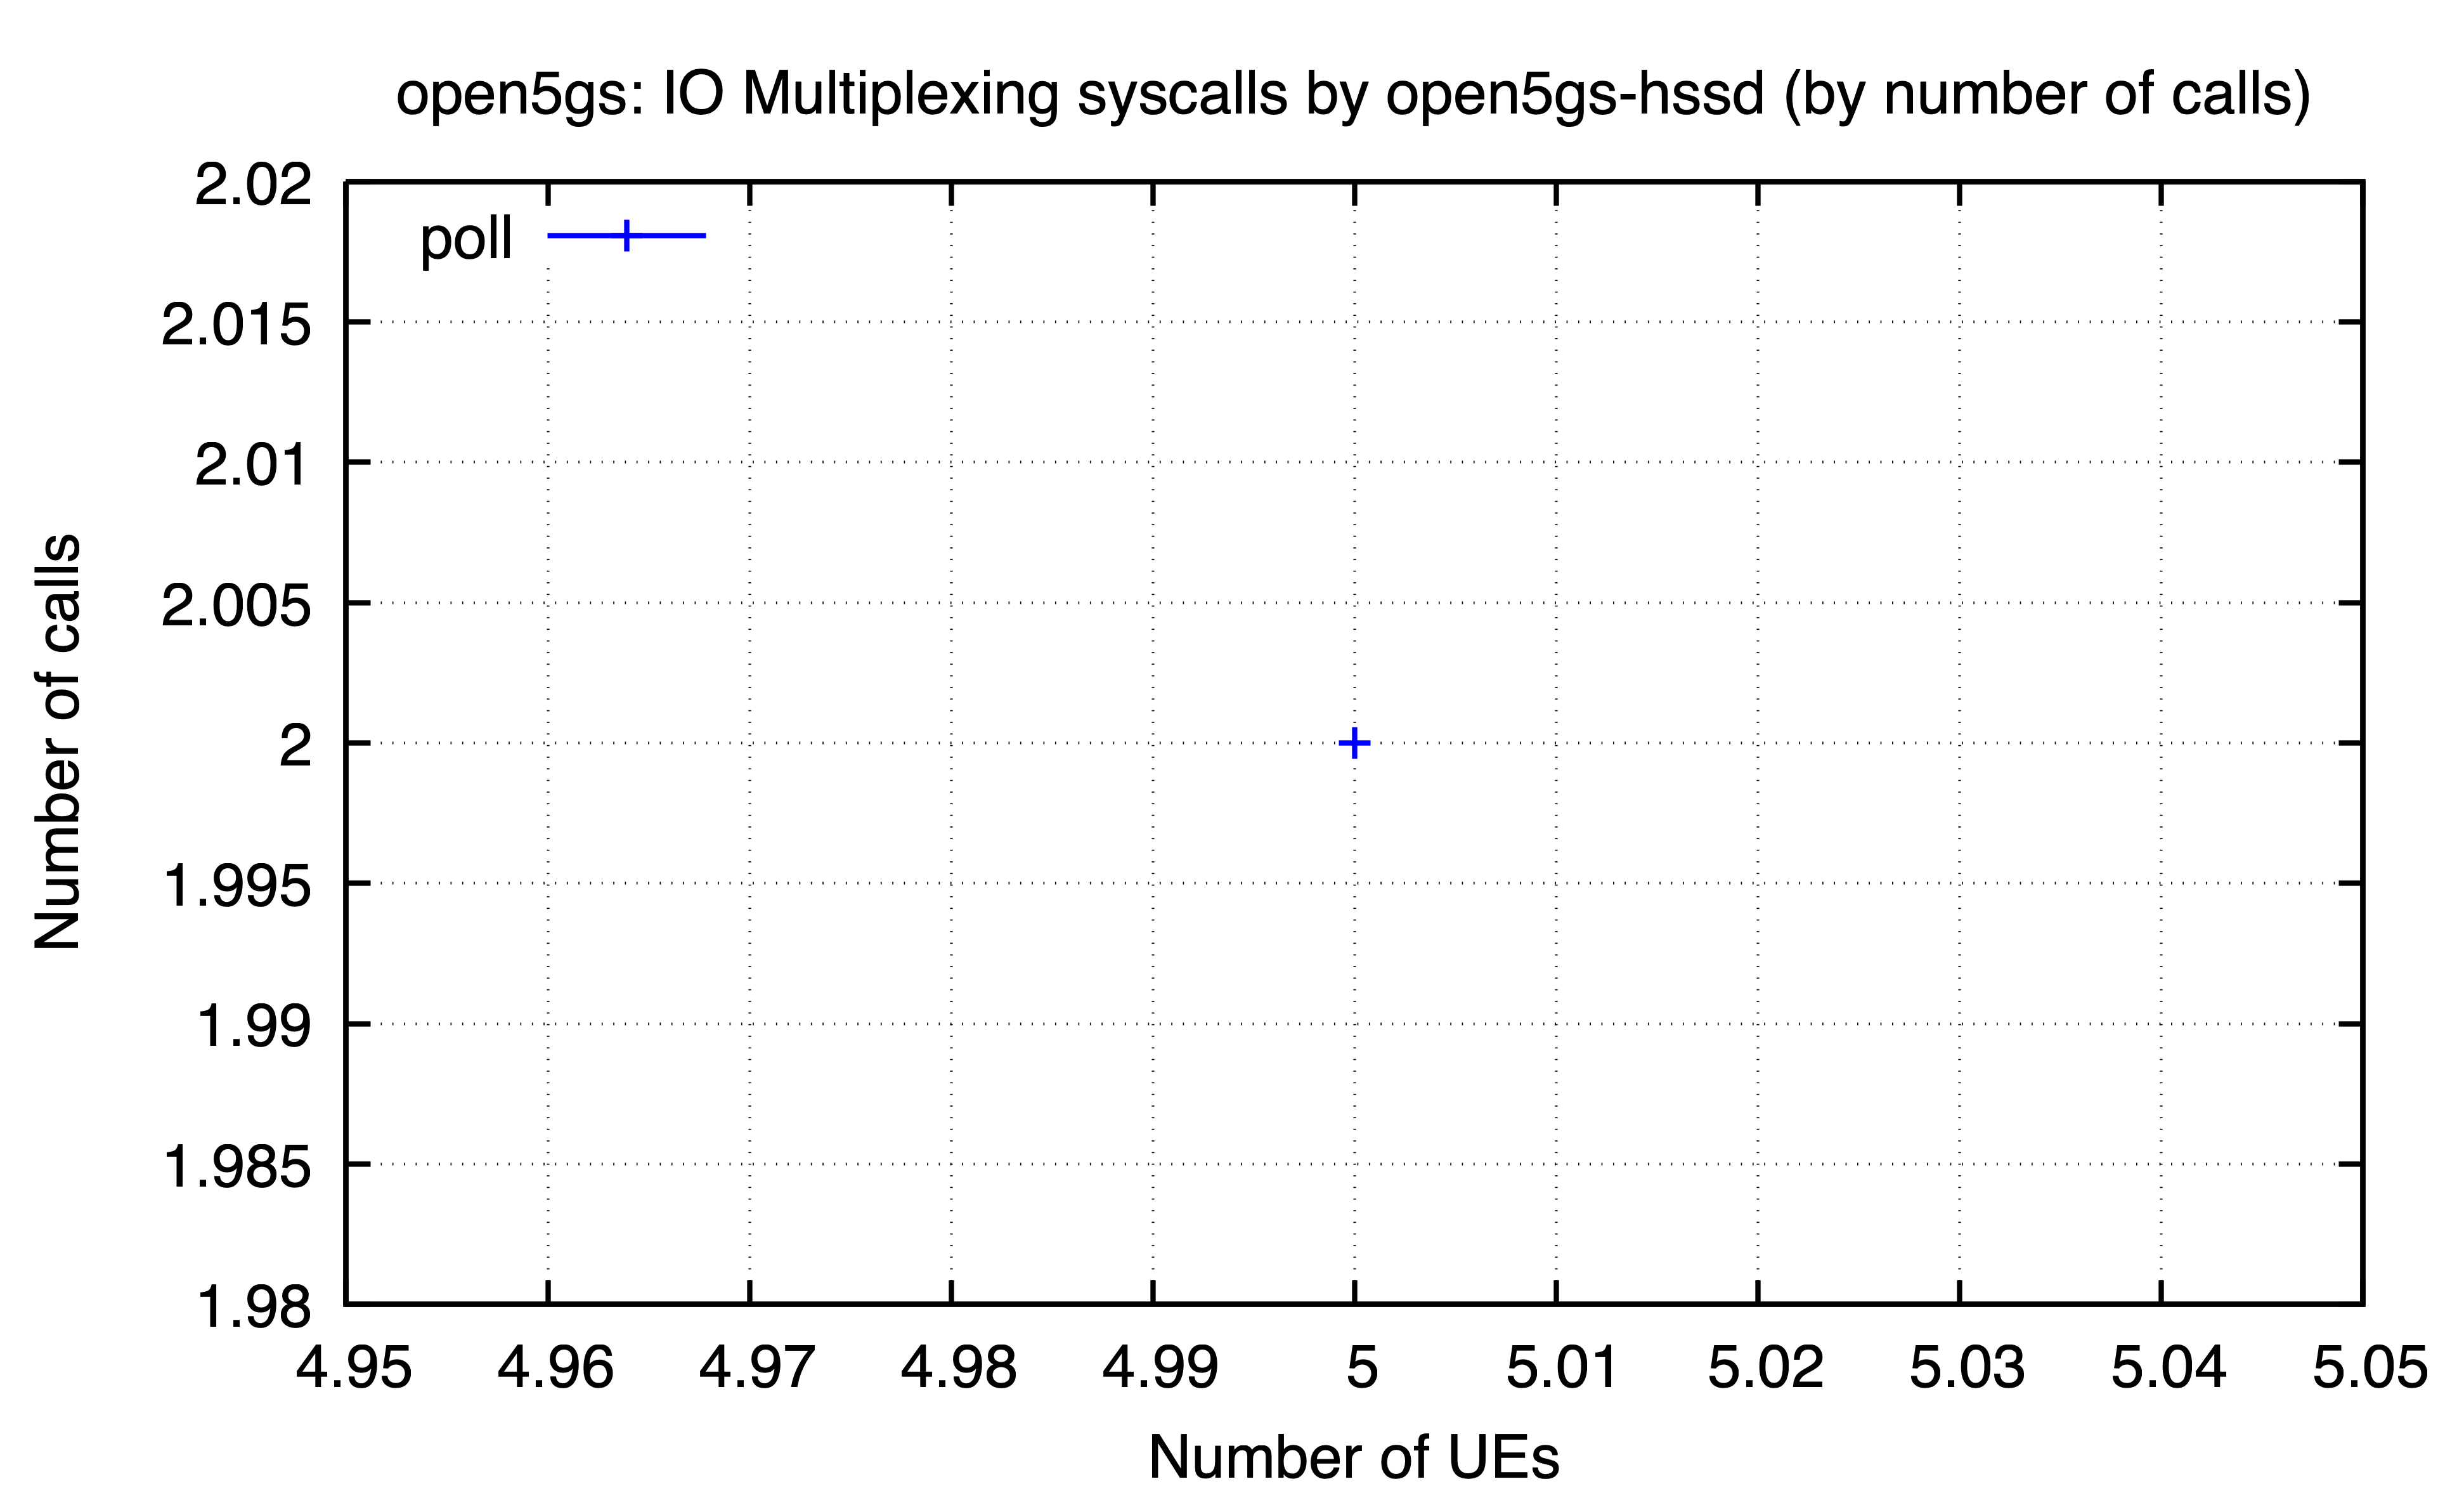 open5gs: IO Multiplexing syscalls by open5gs-hssd (by number of calls)
2.02
poll
2.015
2.01
2.005
2
1.995
1.99
1.985
1.98
Number of calls
4.95 4.96 4.97 4.98 4.99 5 5.01 5.02 5.03 5.04 5.05
Number of UEs